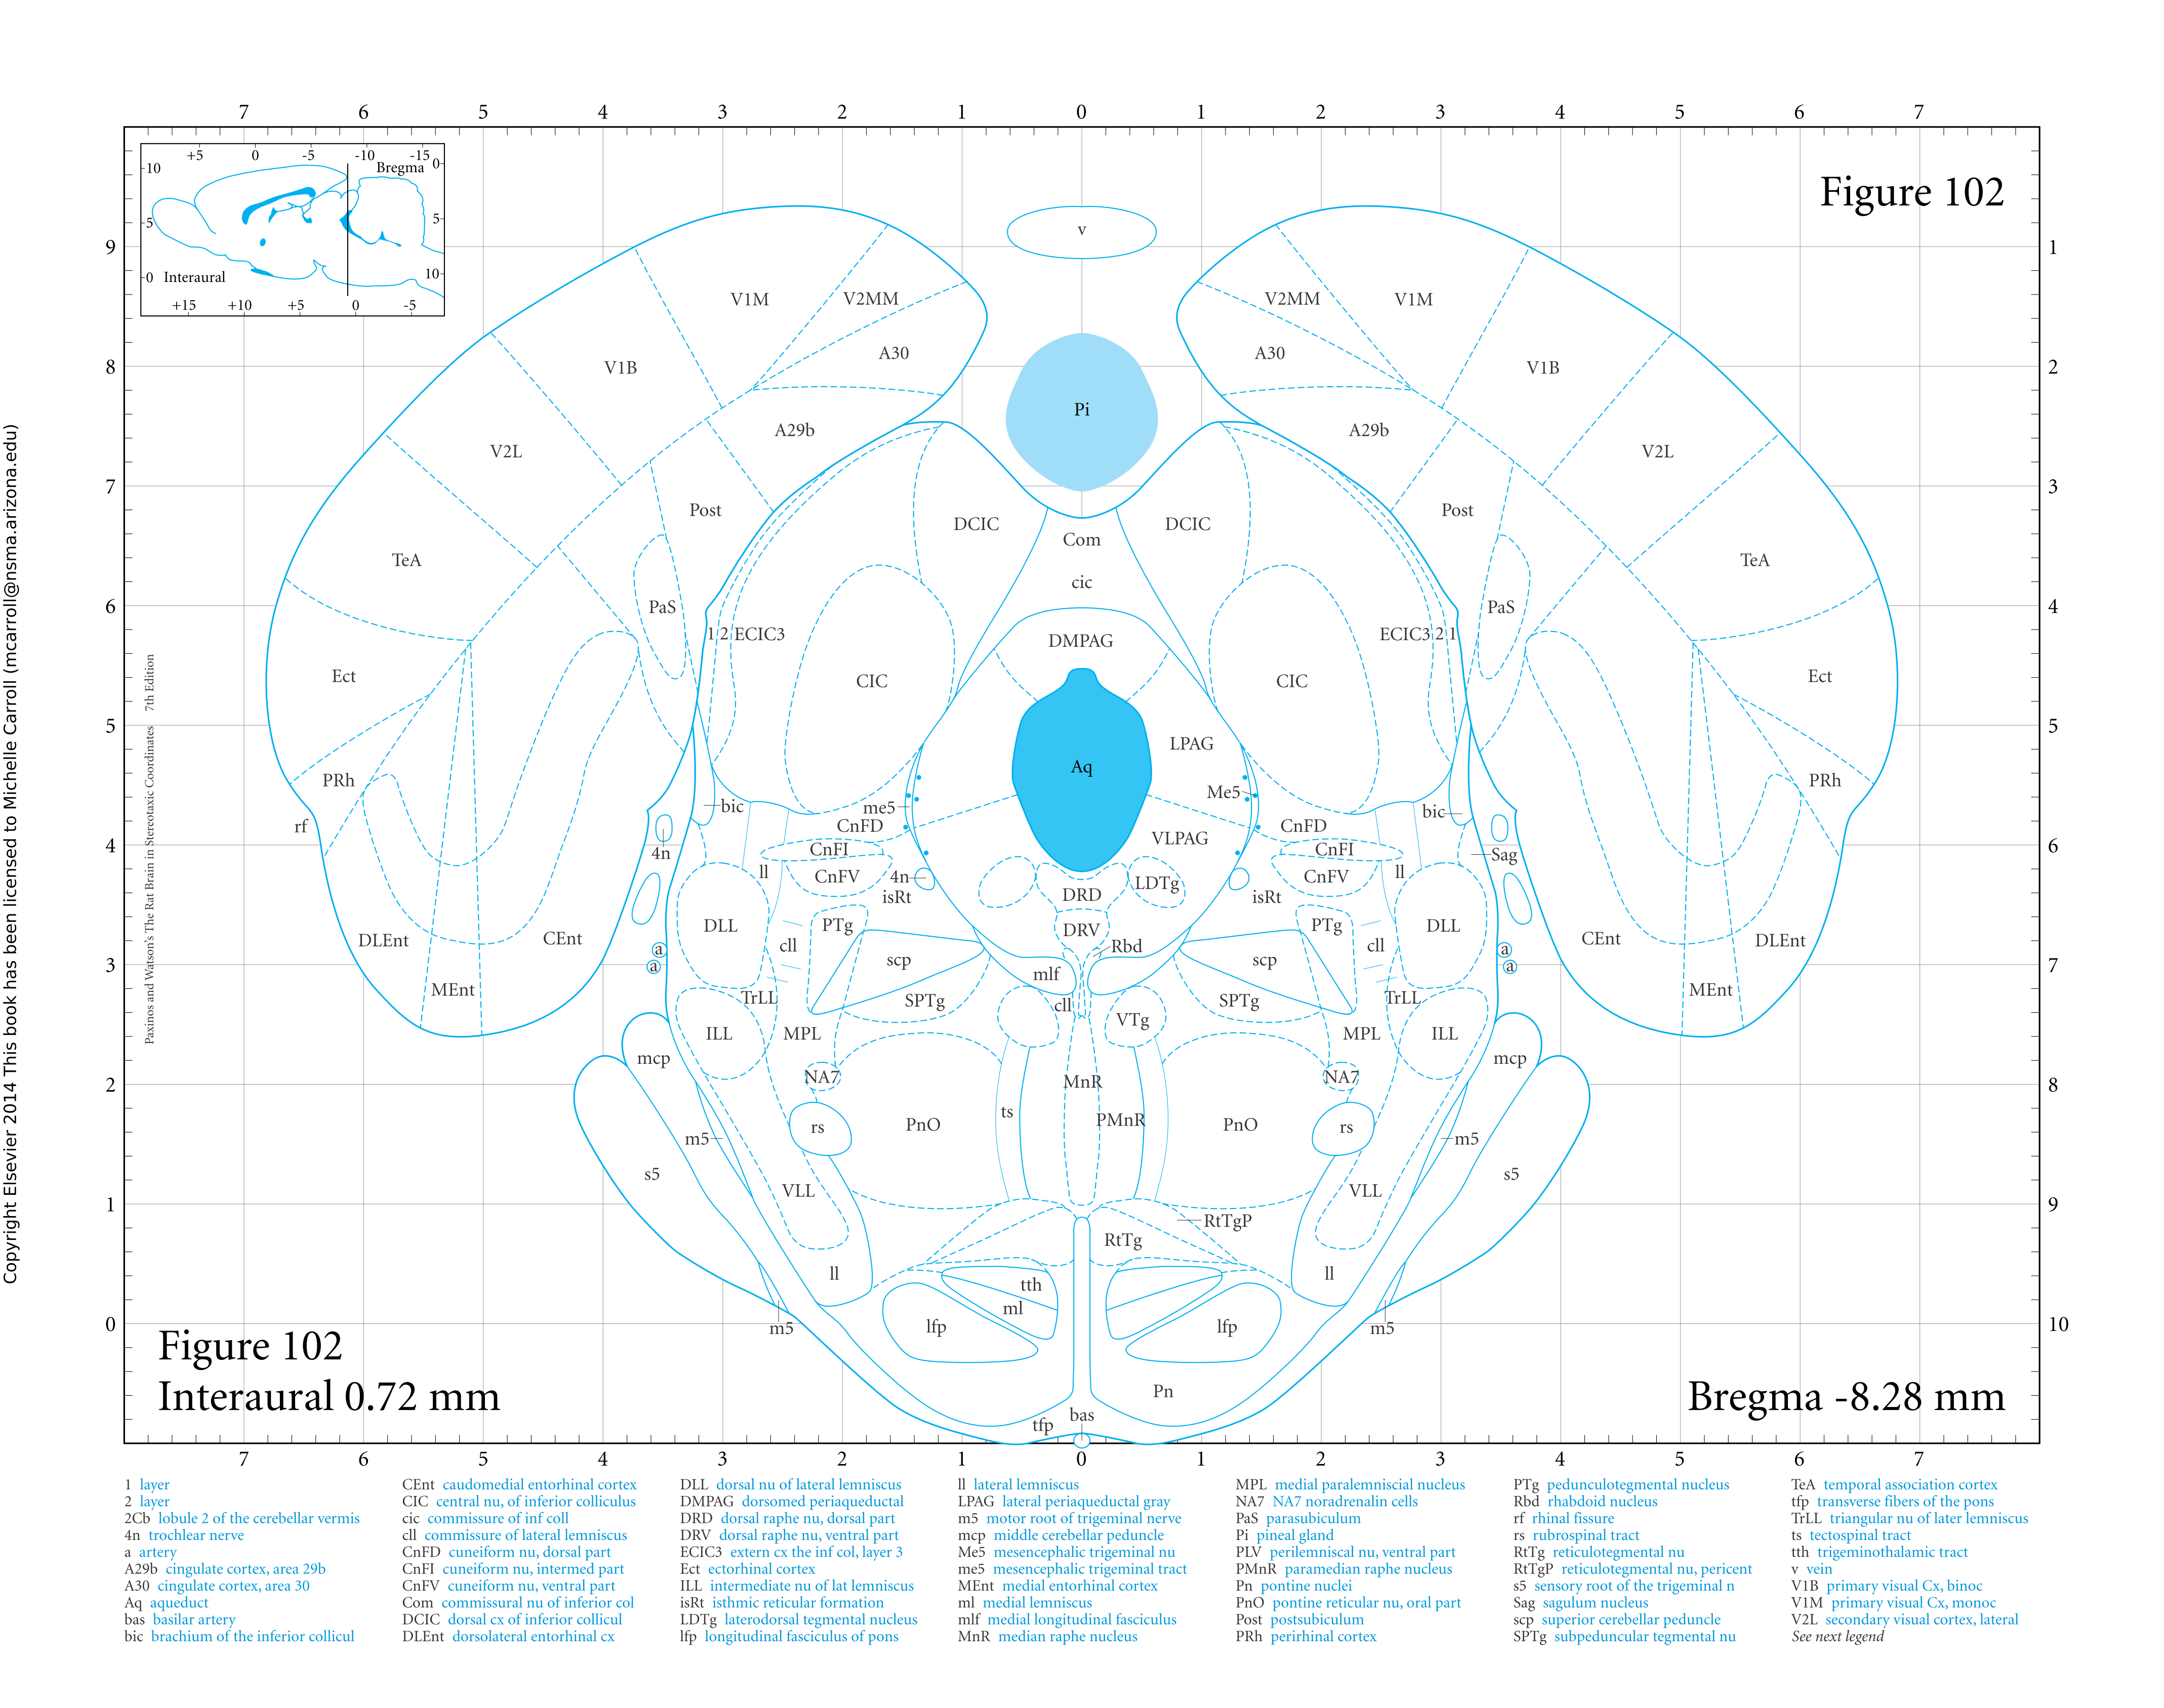 7 6 5 4 3 2 1 0 1 2 3 4 5 6 7
+5 0 -5 -10 -15
Bregma 0
10
5 5
0 Interaural 10
+15 +10 +5 0 -5
Figure 102
v
9 1
V1M V2MM V2MM V1M
A30 A30
8 V1B V1B 2
Pi
V2L A29b A29b V2L
7 3
Post DCIC DCIC Post
Com
TeA cic TeA
6 PaS PaS 4
1 2 ECIC3 DMPAG ECIC3 2 1
Ect CIC CIC Ect
5 5
LPAG
Aq
PRh PRh
bic me5 Me5 bic
rf CnFD CnFD
4 VLPAG 6
4n CnFI CnFI Sag
ll CnFV 4n CnFV ll
isRt DRD LDTg isRt
DLL PTg DRV PTg DLL
DLEnt CEnt cll Rbd cll CEnt DLEnt
a a
3 a scp mlf scp a 7
MEnt TrLL SPTg cll SPTg TrLL MEnt
ILL MPL VTg MPL ILL
mcp mcp
2 NA7 MnR NA7 8
ts PMnR
rs PnO PnO rs
m5 m5
s5 s5
VLL VLL
1 9
RtTgP
RtTg
ll ll
tth
ml
0 m5 lfp lfp m5 10
Figure 102
Interaural 0.72 mm
Pn
Bregma -8.28 mm
tfp bas
7 6 5 4 3 2 1 0 1 2 3 4 5 6 7
Paxinos and Watson's The Rat Brain in Stereotaxic Coordinates 7th Edition
Copyright Elsevier 2014 This book has been licensed to Michelle Carroll (mcarroll@nsma.arizona.edu)
1 layer
2 layer
2Cb lobule 2 of the cerebellar vermis
4n trochlear nerve
a artery
A29b cingulate cortex, area 29b
A30 cingulate cortex, area 30
Aq aqueduct
bas basilar artery
bic brachium of the inferior collicul
CEnt caudomedial entorhinal cortex
CIC central nu, of inferior colliculus
cic commissure of inf coll
cll commissure of lateral lemniscus
CnFD cuneiform nu, dorsal part
CnFI cuneiform nu, intermed part
CnFV cuneiform nu, ventral part
Com commissural nu of inferior col
DCIC dorsal cx of inferior collicul
DLEnt dorsolateral entorhinal cx
DLL dorsal nu of lateral lemniscus
DMPAG dorsomed periaqueductal
DRD dorsal raphe nu, dorsal part
DRV dorsal raphe nu, ventral part
ECIC3 extern cx the inf col, layer 3
Ect ectorhinal cortex
ILL intermediate nu of lat lemniscus
isRt isthmic reticular formation
LDTg laterodorsal tegmental nucleus
lfp longitudinal fasciculus of pons
ll lateral lemniscus
LPAG lateral periaqueductal gray
m5 motor root of trigeminal nerve
mcp middle cerebellar peduncle
Me5 mesencephalic trigeminal nu
me5 mesencephalic trigeminal tract
MEnt medial entorhinal cortex
ml medial lemniscus
mlf medial longitudinal fasciculus
MnR median raphe nucleus
MPL medial paralemniscial nucleus
NA7 NA7 noradrenalin cells
PaS parasubiculum
Pi pineal gland
PLV perilemniscal nu, ventral part
PMnR paramedian raphe nucleus
Pn pontine nuclei
PnO pontine reticular nu, oral part
Post postsubiculum
PRh perirhinal cortex
PTg pedunculotegmental nucleus
Rbd rhabdoid nucleus
rf rhinal fissure
rs rubrospinal tract
RtTg reticulotegmental nu
RtTgP reticulotegmental nu, pericent
s5 sensory root of the trigeminal n
Sag sagulum nucleus
scp superior cerebellar peduncle
SPTg subpeduncular tegmental nu
TeA temporal association cortex
tfp transverse fibers of the pons
TrLL triangular nu of later lemniscus
ts tectospinal tract
tth trigeminothalamic tract
v vein
V1B primary visual Cx, binoc
V1M primary visual Cx, monoc
V2L secondary visual cortex, lateral
See next legend